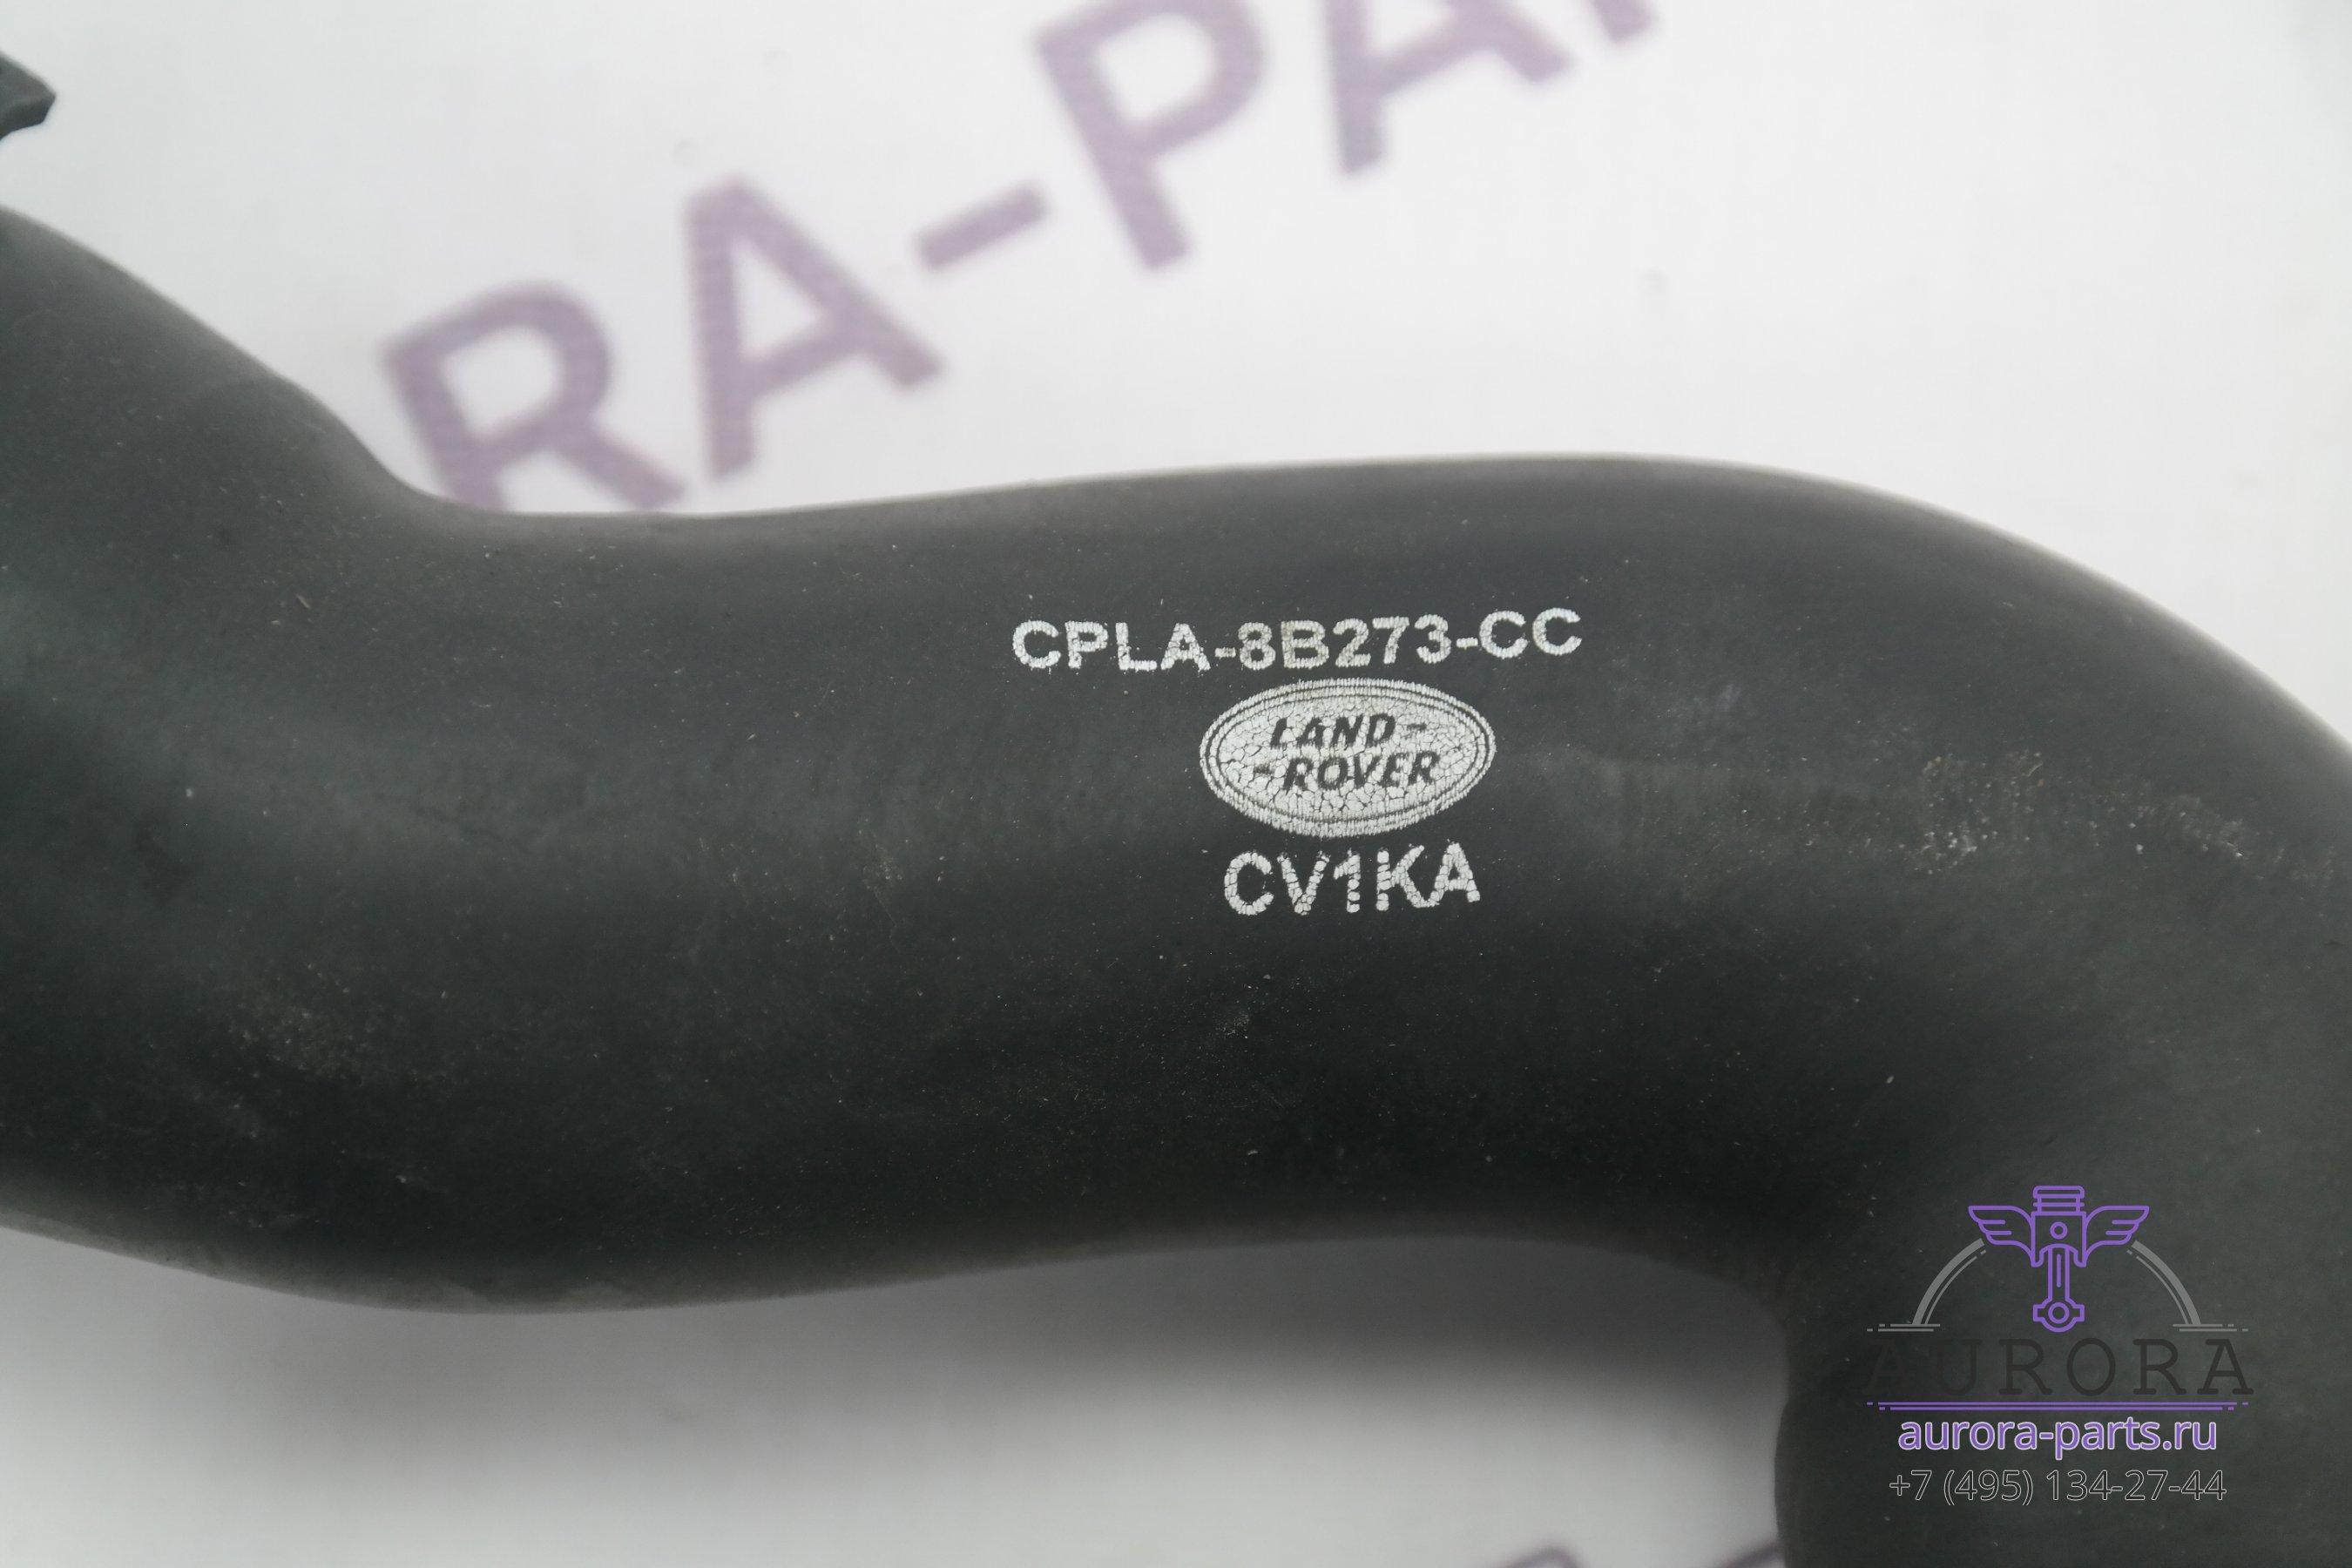 RA-PA
CPLA-8B273-CC
LAND-
-ROVER
CV1KA
AURORA
aurora-parts.ru
+7 (495) 134-27-44